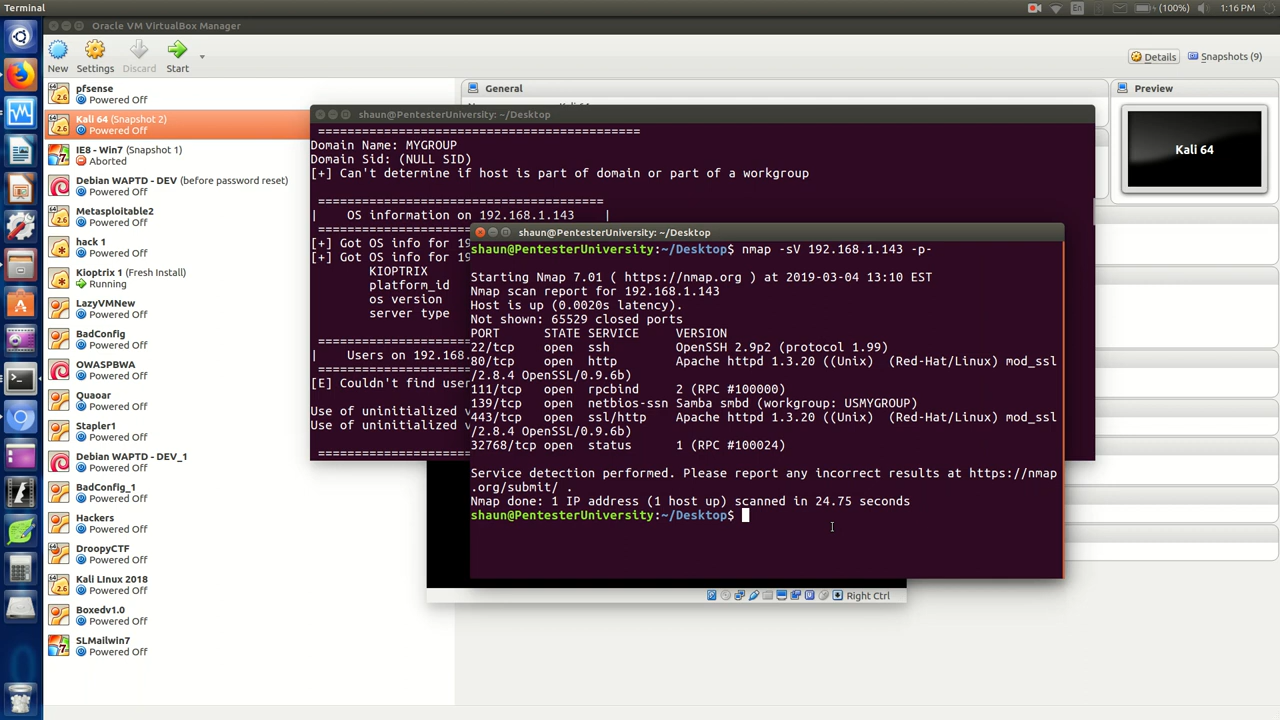 Terminal
En
(100%)
1:16 PM
Oracle VM VirtualBox Manager
New
Settings
Discard
Start
Details
Snapshots (9)
pfsense
Powered Off
Kali 64 (Snapshot 2)
Powered Off
IE8 - Win7 (Snapshot 1)
Aborted
Debian WAPTD - DEV (before password reset)
Powered Off
Metasploitable2
Powered Off
hack 1
Powered Off
Kioptrix 1 (Fresh Install)
Running
LazyVMNew
Powered Off
BadConfig
Powered Off
OWASPBWA
Powered Off
Quaoar
Powered Off
Stapler1
Powered Off
Debian WAPTD - DEV_1
Powered Off
BadConfig_1
Powered Off
Hackers
Powered Off
DroopyCTF
Powered Off
Kali LInux 2018
Powered Off
Boxedv1.0
Powered Off
SLMailwin7
Powered Off
General
Preview
Kali 64
shaun@PentesterUniversity: ~/Desktop
============================================
Domain Name: MYGROUP
Domain Sid: (NULL SID)
[+] Can't determine if host is part of domain or part of a workgroup
=======================================
| OS information on 192.168.1.143 |
[+] Got OS info for 19
[+] Got OS info for 19
KIOPTRIX
platform_id
os version
server type
| Users on 192.168.
[E] Couldn't find user
Use of uninitialized v
Use of uninitialized v
shaun@PentesterUniversity: ~/Desktop
shaun@PentesterUniversity:~/Desktop$ nmap -sV 192.168.1.143 -p-
Starting Nmap 7.01 ( https://nmap.org ) at 2019-03-04 13:10 EST
Nmap scan report for 192.168.1.143
Host is up (0.0020s latency).
Not shown: 65529 closed ports
PORT STATE SERVICE VERSION
22/tcp open ssh OpenSSH 2.9p2 (protocol 1.99)
80/tcp open http Apache httpd 1.3.20 ((Unix) (Red-Hat/Linux) mod_ssl
/2.8.4 OpenSSL/0.9.6b)
111/tcp open rpcbind 2 (RPC #100000)
139/tcp open netbios-ssn Samba smbd (workgroup: USMYGROUP)
443/tcp open ssl/http Apache httpd 1.3.20 ((Unix) (Red-Hat/Linux) mod_ssl
/2.8.4 OpenSSL/0.9.6b)
32768/tcp open status 1 (RPC #100024)
Service detection performed. Please report any incorrect results at https://nmap
.org/submit/ .
Nmap done: 1 IP address (1 host up) scanned in 24.75 seconds
shaun@PentesterUniversity:~/Desktop$
Right Ctrl